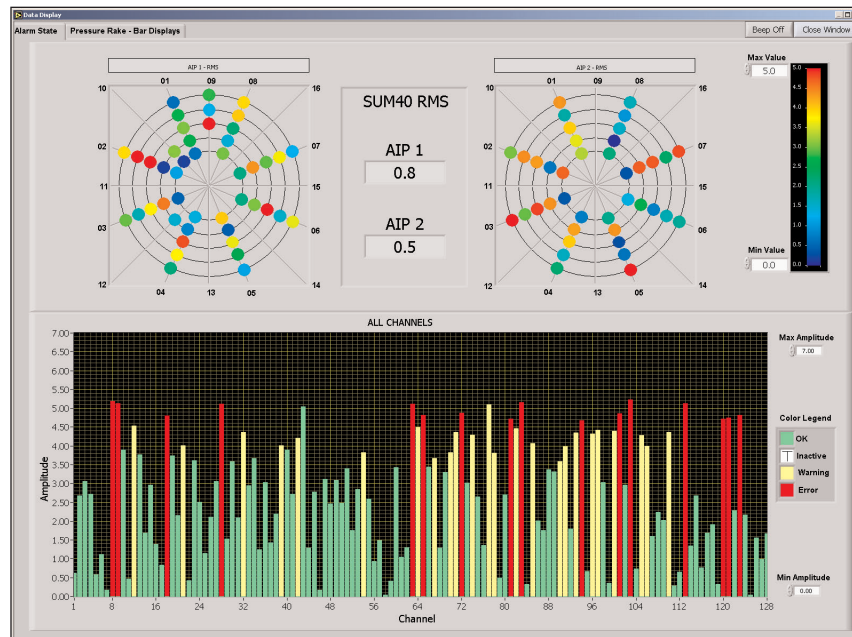 Data Display
Alarm State
Pressure Rake - Bar Displays
Beep Off
Close Window
AIP 1 - RMS
01
09
08
10
16
02
07
11
15
03
06
12
14
04
13
05
SUM40 RMS
AIP 1
0.8
AIP 2
0.5
AIP 2 - RMS
01
09
08
10
16
02
07
11
15
03
06
12
14
04
13
05
Max Value
5.0
Min Value
0.0
5.0
4.5
4.0
3.5
3.0
2.5
2.0
1.5
1.0
0.5
0.0
ALL CHANNELS
Amplitude
7.00
6.50
6.00
5.50
5.00
4.50
4.00
3.50
3.00
2.50
2.00
1.50
1.00
0.50
0.00
1 8 16 24 32 40 48 56 64 72 80 88 96 104 112 120 128
Channel
Max Amplitude
7.00
Color Legend
OK
Inactive
Warning
Error
Min Amplitude
0.00